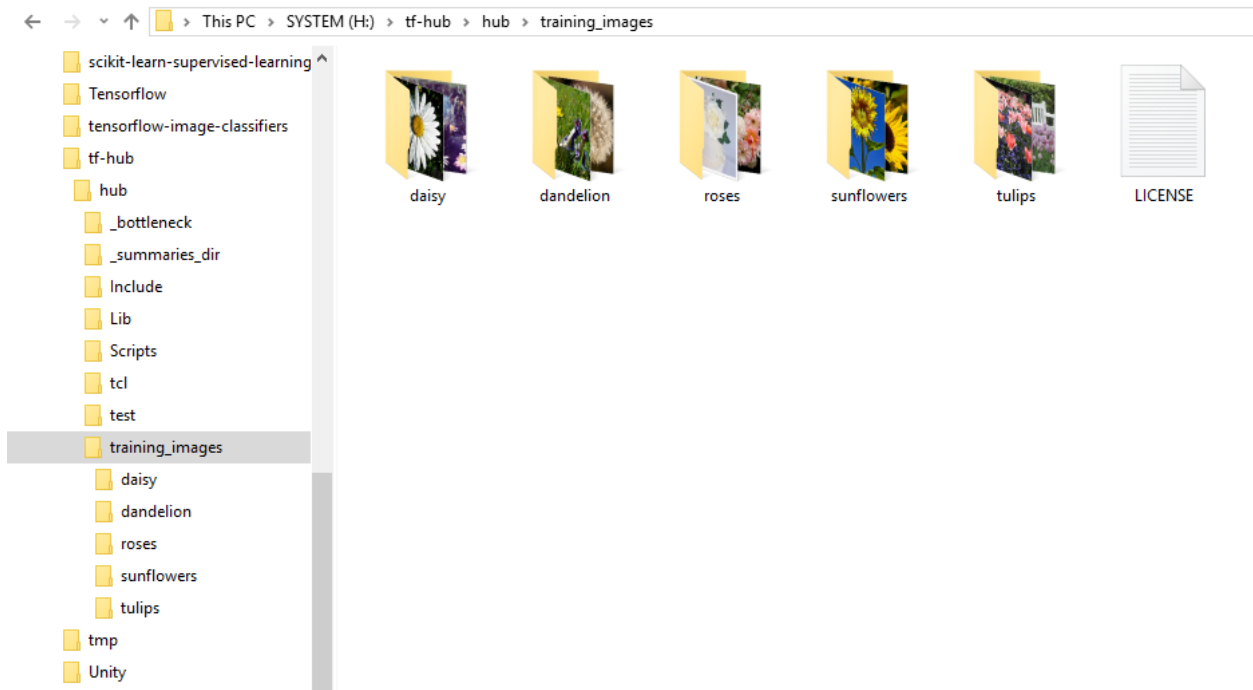 This PC > SYSTEM (H:) > tf-hub > hub > training_images
scikit-learn-supervised-learning
Tensorflow
tensorflow-image-classifiers
tf-hub
hub
_bottleneck
_summaries_dir
Include
Lib
Scripts
tcl
test
training_images
daisy
dandelion
roses
sunflowers
tulips
tmp
Unity
daisy
dandelion
roses
sunflowers
tulips
LICENSE